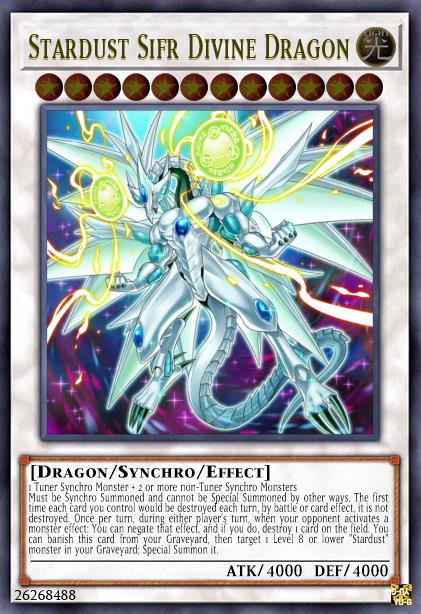 STARDUST SIFR DIVINE DRAGON
LIGHT
光
[DRAGON/SYNCHRO/EFFECT]
1 Tuner Synchro Monster + 2 or more non-Tuner Synchro Monsters
Must be Synchro Summoned and cannot be Special Summoned by other ways. The first
time each card you control would be destroyed each turn, by battle or card effect, it is not
destroyed. Once per turn, during either player's turn, when your opponent activates a
monster effect: You can negate that effect, and if you do, destroy 1 card on the field. You
can banish this card from your Graveyard, then target 1 Level 8 or lower "Stardust"
monster in your Graveyard; Special Summon it.
ATK/4000 DEF/4000
26268488